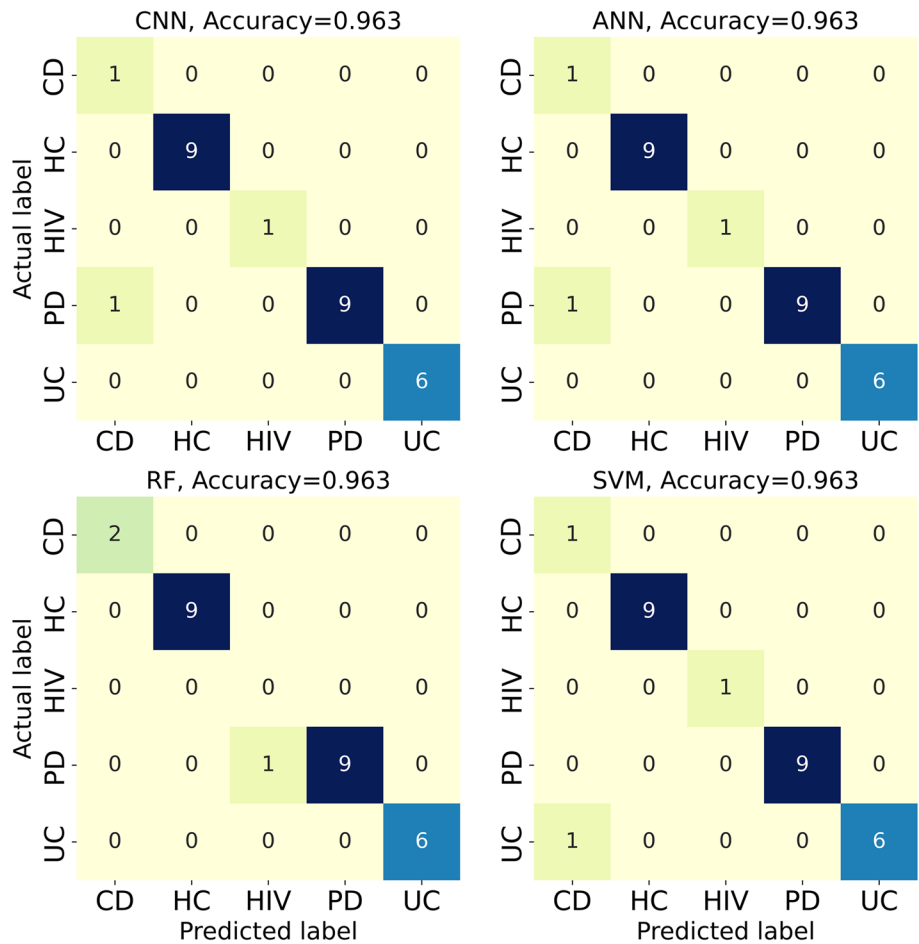 CNN, Accuracy=0.963
Actual label
CD 1 0 0 0 0
HC 0 9 0 0 0
HIV 0 0 1 0 0
PD 1 0 0 9 0
UC 0 0 0 0 6
CD HC HIV PD UC
ANN, Accuracy=0.963
CD 1 0 0 0 0
HC 0 9 0 0 0
HIV 0 0 1 0 0
PD 1 0 0 9 0
UC 0 0 0 0 6
CD HC HIV PD UC
RF, Accuracy=0.963
Actual label
CD 2 0 0 0 0
HC 0 9 0 0 0
HIV 0 0 0 0 0
PD 0 0 1 9 0
UC 0 0 0 0 6
CD HC HIV PD UC
Predicted label
SVM, Accuracy=0.963
CD 1 0 0 0 0
HC 0 9 0 0 0
HIV 0 0 1 0 0
PD 0 0 0 9 0
UC 1 0 0 0 6
CD HC HIV PD UC
Predicted label